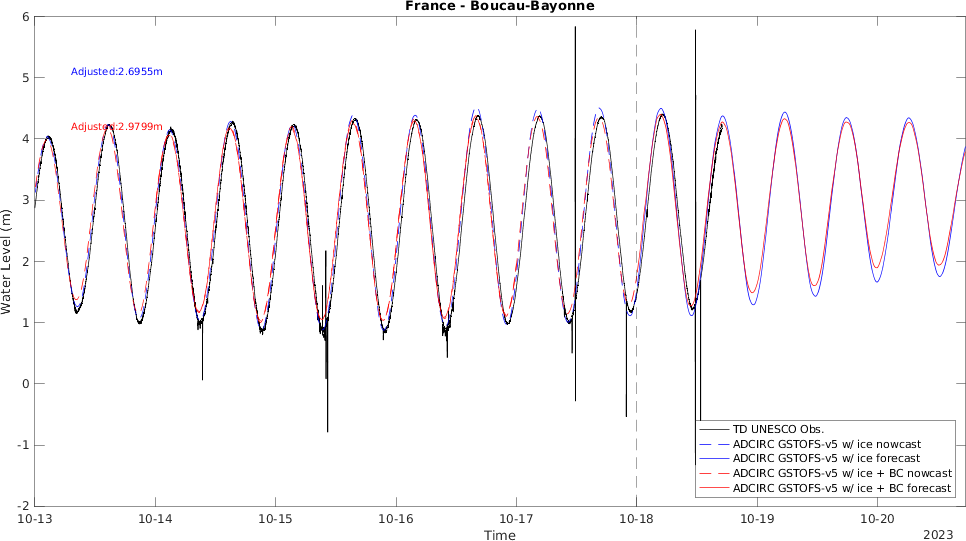 France - Boucau-Bayonne
6
5
4
3
2
1
0
-1
-2
Water Level (m)
Adjusted:2.6955m
Adjusted:2.9799m
TD UNESCO Obs.
ADCIRC GSTOFS-v5 w/ ice nowcast
ADCIRC GSTOFS-v5 w/ ice forecast
ADCIRC GSTOFS-v5 w/ ice + BC nowcast
ADCIRC GSTOFS-v5 w/ ice + BC forecast
10-13 10-14 10-15 10-16 10-17 10-18 10-19 10-20
Time
2023